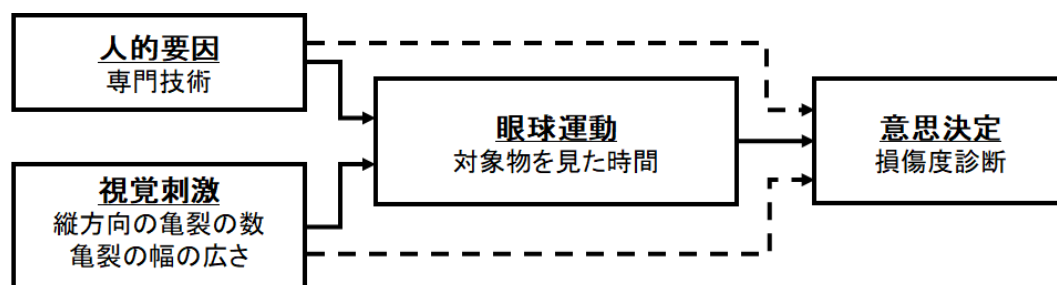 人的要因
専門技術
視覚刺激
縦方向の亀裂の数
亀裂の幅の広さ
眼球運動
対象物を見た時間
意思決定
損傷度診断